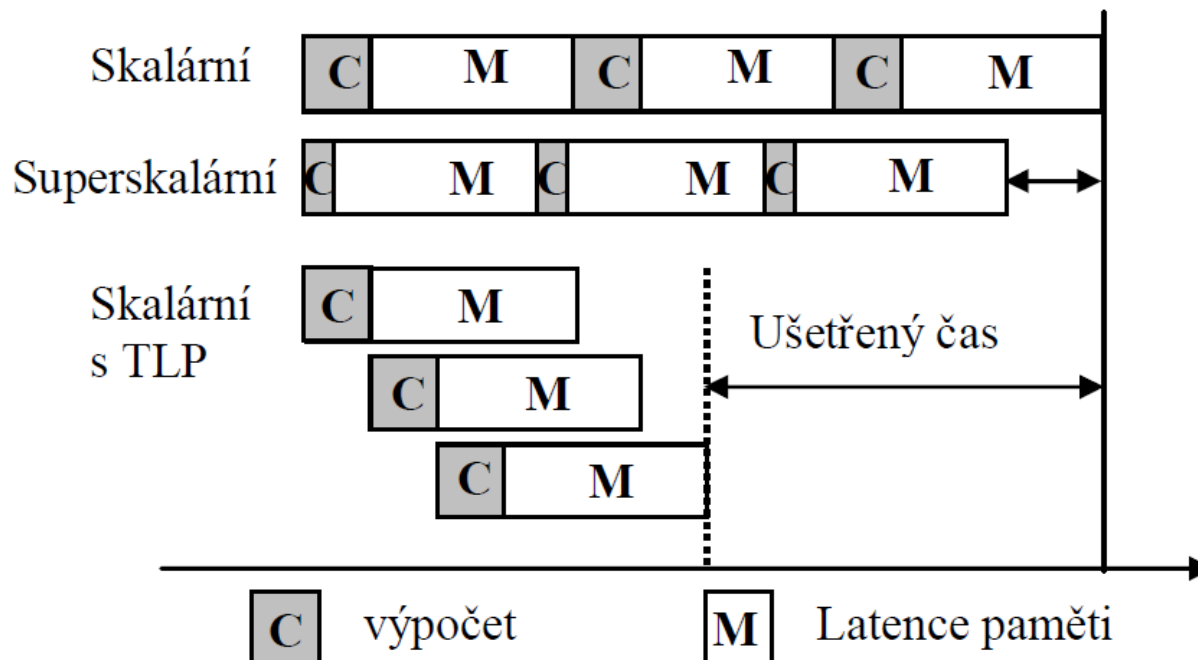 Skalární C M C M C M
Superskalární C M C M C M
Skalární
s TLP
C M
C M
C M
Ušetřený čas
C výpočet M Latence paměti